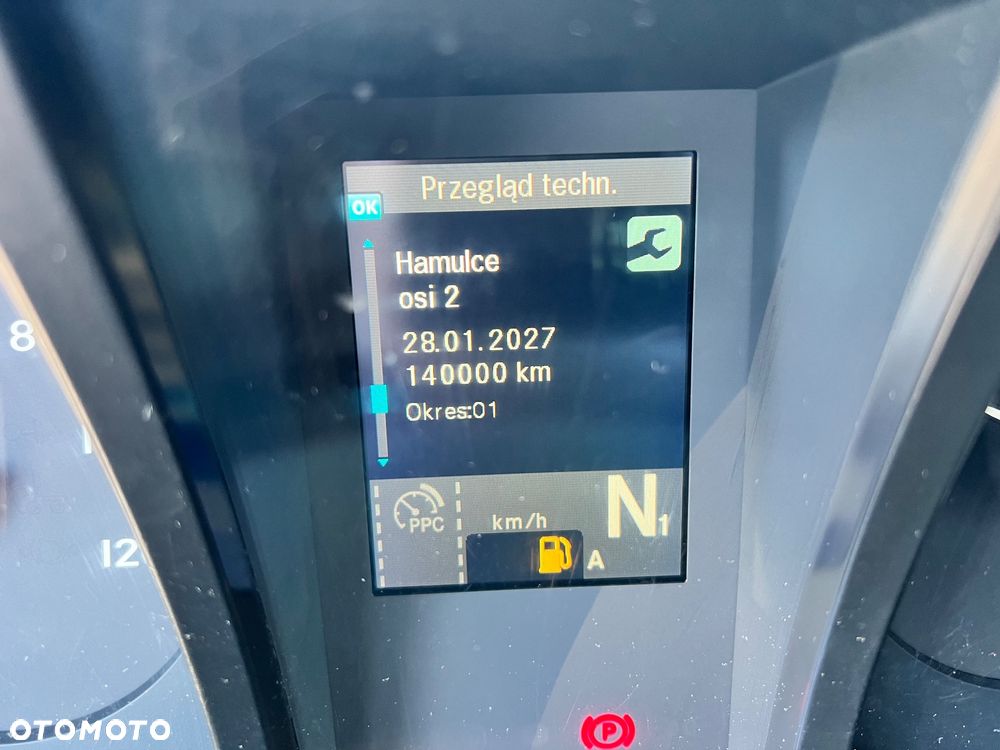 Przegląd techn.
OK
Hamulce
osi 2
28.01.2027
140000 km
Okres:01
PPC
km/h
N1
A
8
1
12
P
OTOMOTO